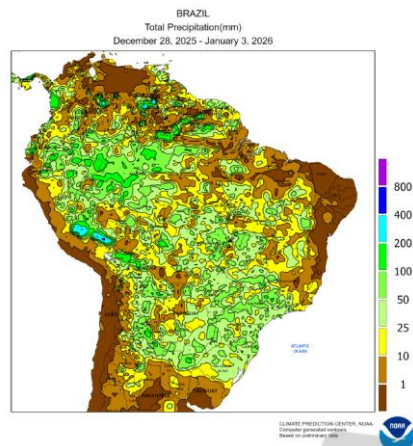 BRAZIL
Total Precipitation(mm)
December 28, 2025 - January 3, 2026
800
400
200
100
50
25
10
1
ATLANTIC
OCEAN
URUGUAY
CLIMATE PREDICTION CENTER, NOAA
Computer generated contours
Based on preliminary data
NOAA